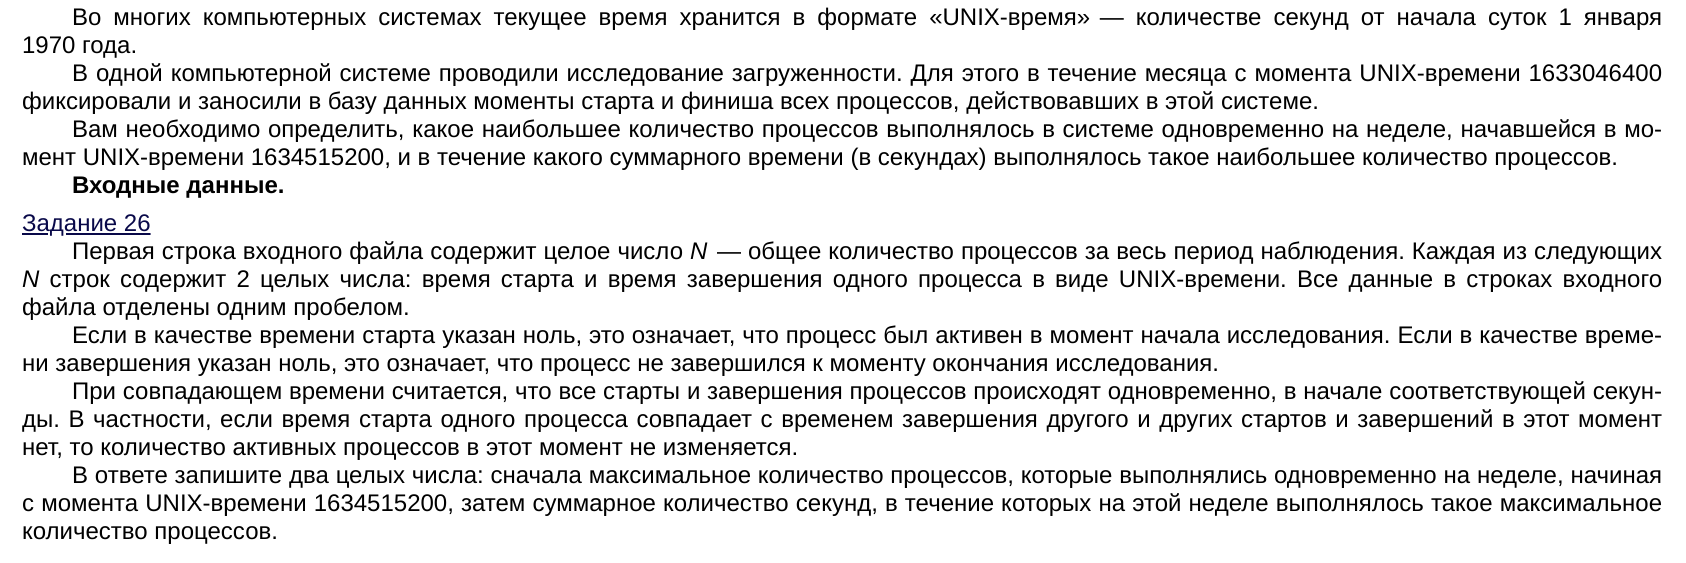 Во многих компьютерных системах текущее время хранится в формате «UNIX-время» — количестве секунд от начала суток 1 января
1970 года.
В одной компьютерной системе проводили исследование загруженности. Для этого в течение месяца с момента UNIX-времени 1633046400
фиксировали и заносили в базу данных моменты старта и финиша всех процессов, действовавших в этой системе.
Вам необходимо определить, какое наибольшее количество процессов выполнялось в системе одновременно на неделе, начавшейся в мо-
мент UNIX-времени 1634515200, и в течение какого суммарного времени (в секундах) выполнялось такое наибольшее количество процессов.
Входные данные.
Задание 26
Первая строка входного файла содержит целое число N — общее количество процессов за весь период наблюдения. Каждая из следующих
N строк содержит 2 целых числа: время старта и время завершения одного процесса в виде UNIX-времени. Все данные в строках входного
файла отделены одним пробелом.
Если в качестве времени старта указан ноль, это означает, что процесс был активен в момент начала исследования. Если в качестве време-
ни завершения указан ноль, это означает, что процесс не завершился к моменту окончания исследования.
При совпадающем времени считается, что все старты и завершения процессов происходят одновременно, в начале соответствующей секун-
ды. В частности, если время старта одного процесса совпадает с временем завершения другого и других стартов и завершений в этот момент
нет, то количество активных процессов в этот момент не изменяется.
В ответе запишите два целых числа: сначала максимальное количество процессов, которые выполнялись одновременно на неделе, начиная
с момента UNIX-времени 1634515200, затем суммарное количество секунд, в течение которых на этой неделе выполнялось такое максимальное
количество процессов.